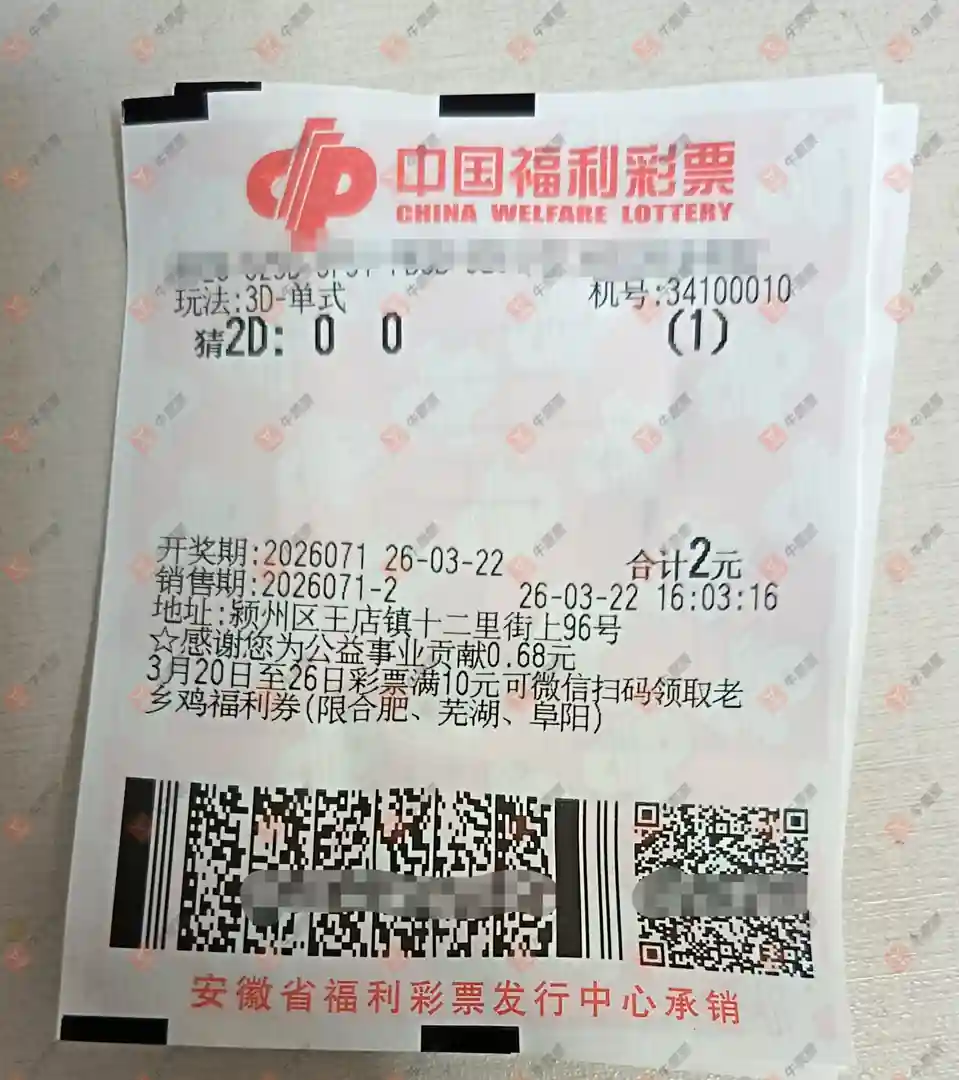 中国福利彩票
CHINA WELFARE LOTTERY
玩法:3D-单式 机号:34100010
猜2D: 0 0 (1)
开奖期:2026071 26-03-22 合计2元
销售期:2026071-2 26-03-22 16:03:16
地址:颍州区王店镇十二里街上96号
☆感谢您为公益事业贡献0.68元
3月20日至26日彩票满10元可微信扫码领取老
乡鸡福利券(限合肥、芜湖、阜阳)
安徽省福利彩票发行中心承销